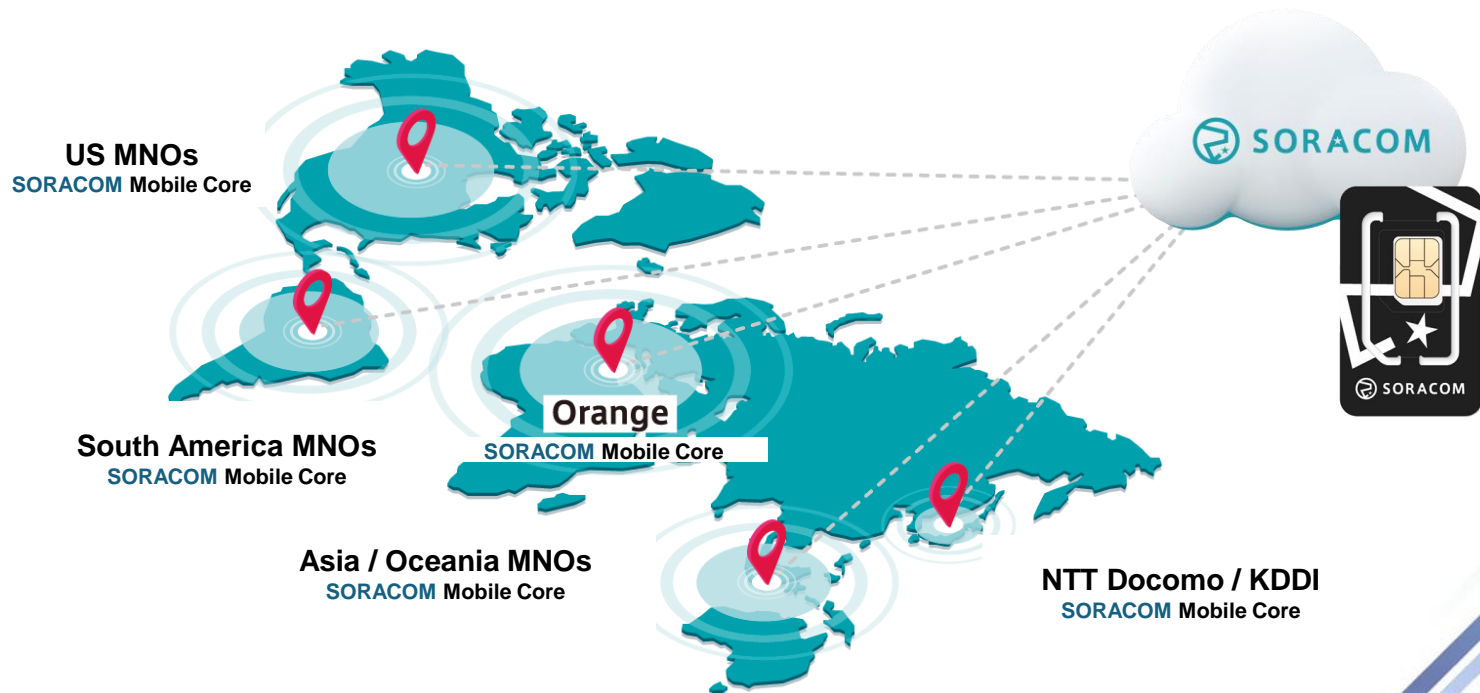 SORACOM
US MNOs
SORACOM Mobile Core
SORACOM
Orange
SORACOM Mobile Core
South America MNOs
SORACOM Mobile Core
Asia / Oceania MNOs
SORACOM Mobile Core
NTT Docomo / KDDI
SORACOM Mobile Core